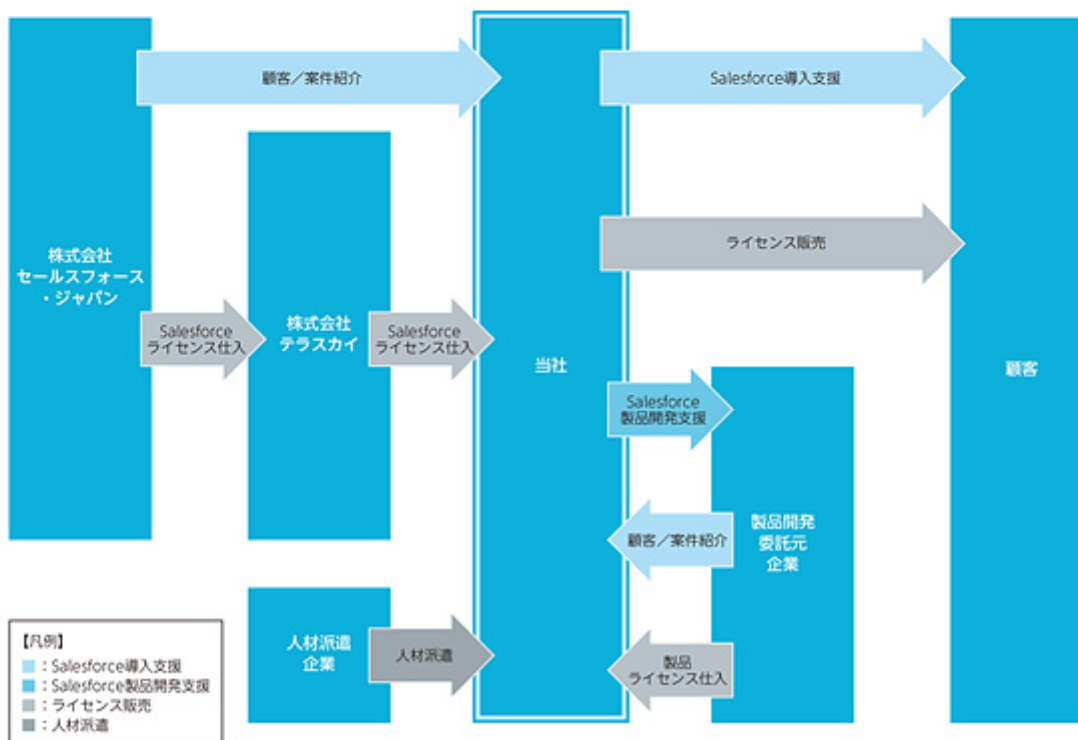 顧客／案件紹介
Salesforce導入支援
ライセンス販売
株式会社
セールスフォース
・ジャパン
Salesforce
ライセンス仕入
株式会社
テラスカイ
Salesforce
ライセンス仕入
当社
顧客
Salesforce
製品開発支援
顧客／案件紹介
製品開発
委託元
企業
人材派遣
企業
人材派遣
製品
ライセンス仕入
【凡例】
：Salesforce導入支援
：Salesforce製品開発支援
：ライセンス販売
：人材派遣